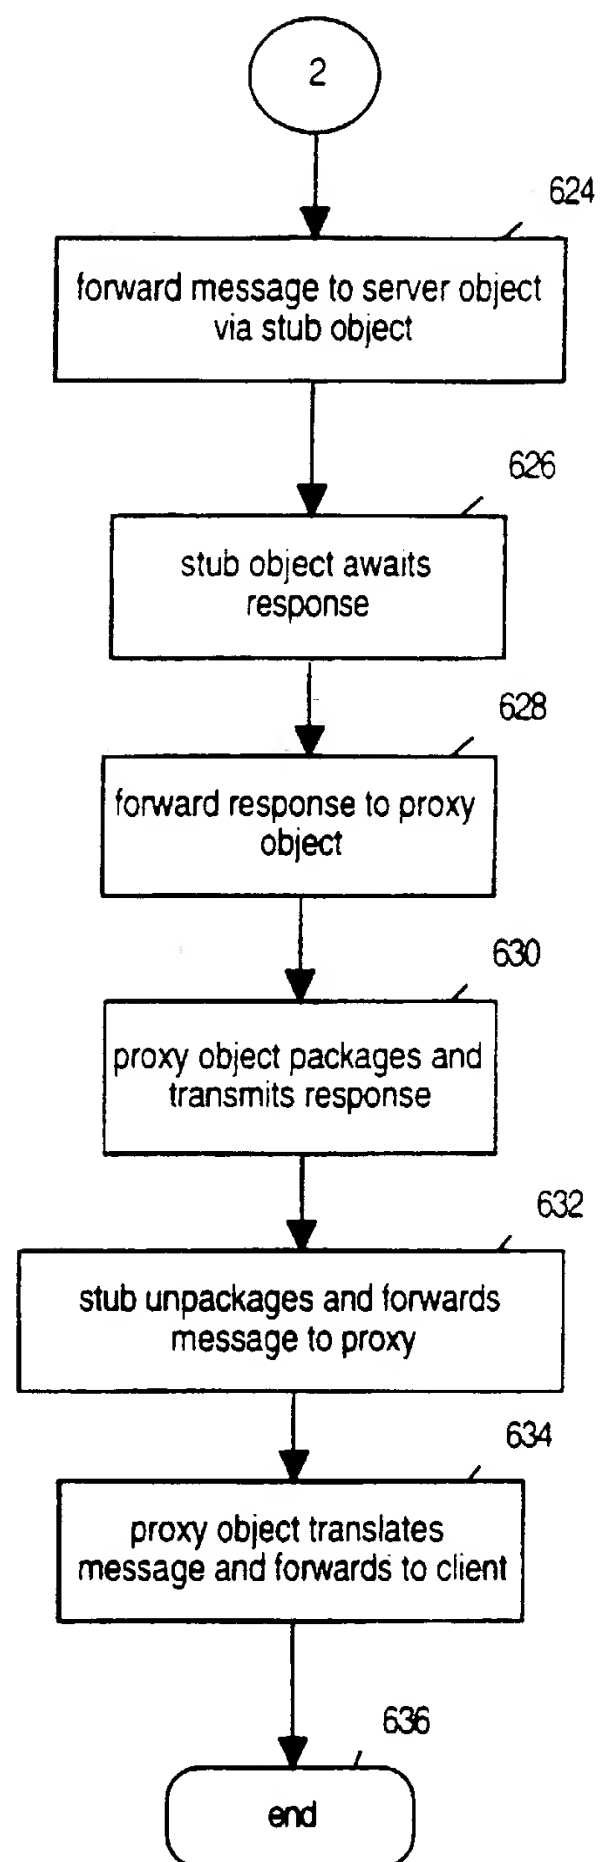 2
624
forward message to server object
via stub object
626
stub object awaits
response
628
forward response to proxy
object
630
proxy object packages and
transmits response
632
stub unpackages and forwards
message to proxy
634
proxy object translates
message and forwards to client
636
end